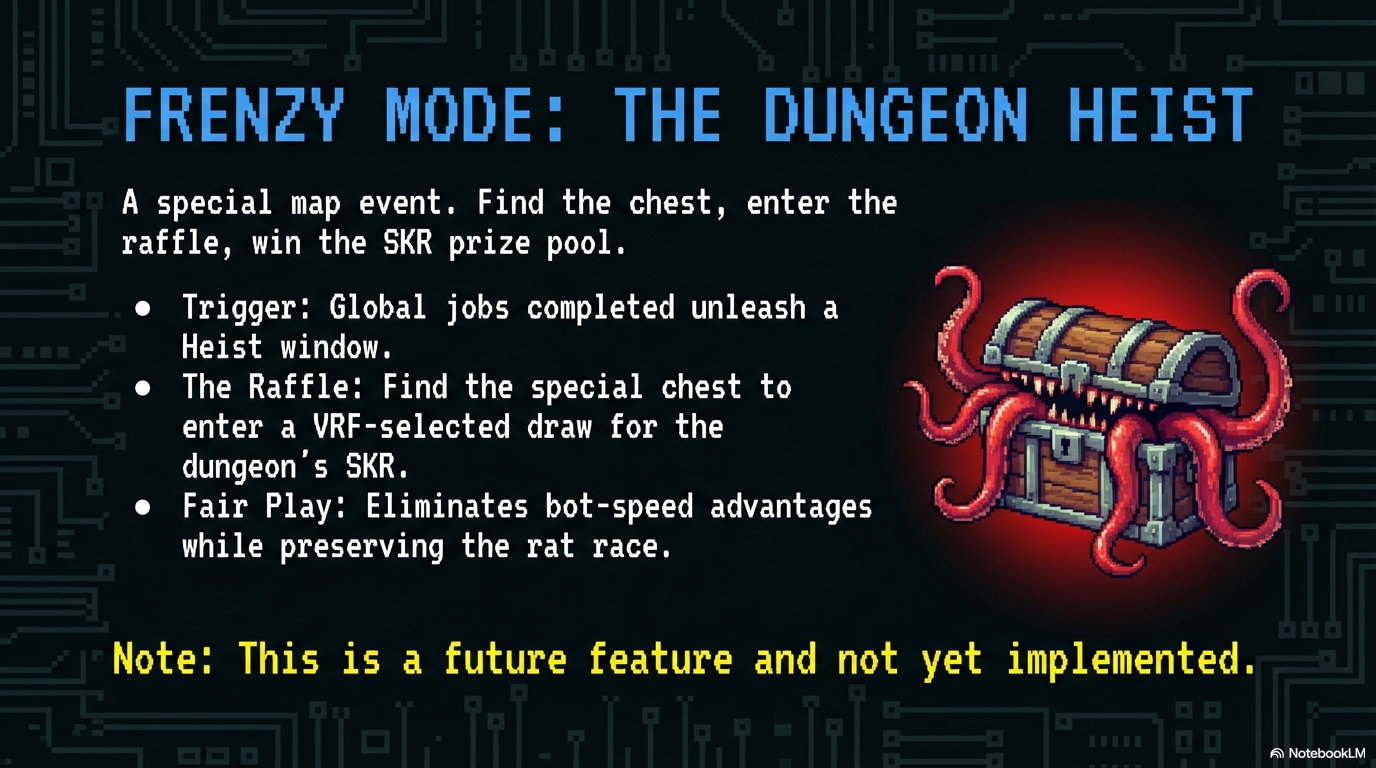 FRENZY MODE: THE DUNGEON HEIST
A special map event. Find the chest, enter the
raffle, win the SKR prize pool.
● Trigger: Global jobs completed unleash a
Heist window.
● The Raffle: Find the special chest to
enter a VRF-selected draw for the
dungeon's SKR.
● Fair Play: Eliminates bot-speed advantages
while preserving the rat race.
Note: This is a future feature and not yet implemented.
NotebookLM